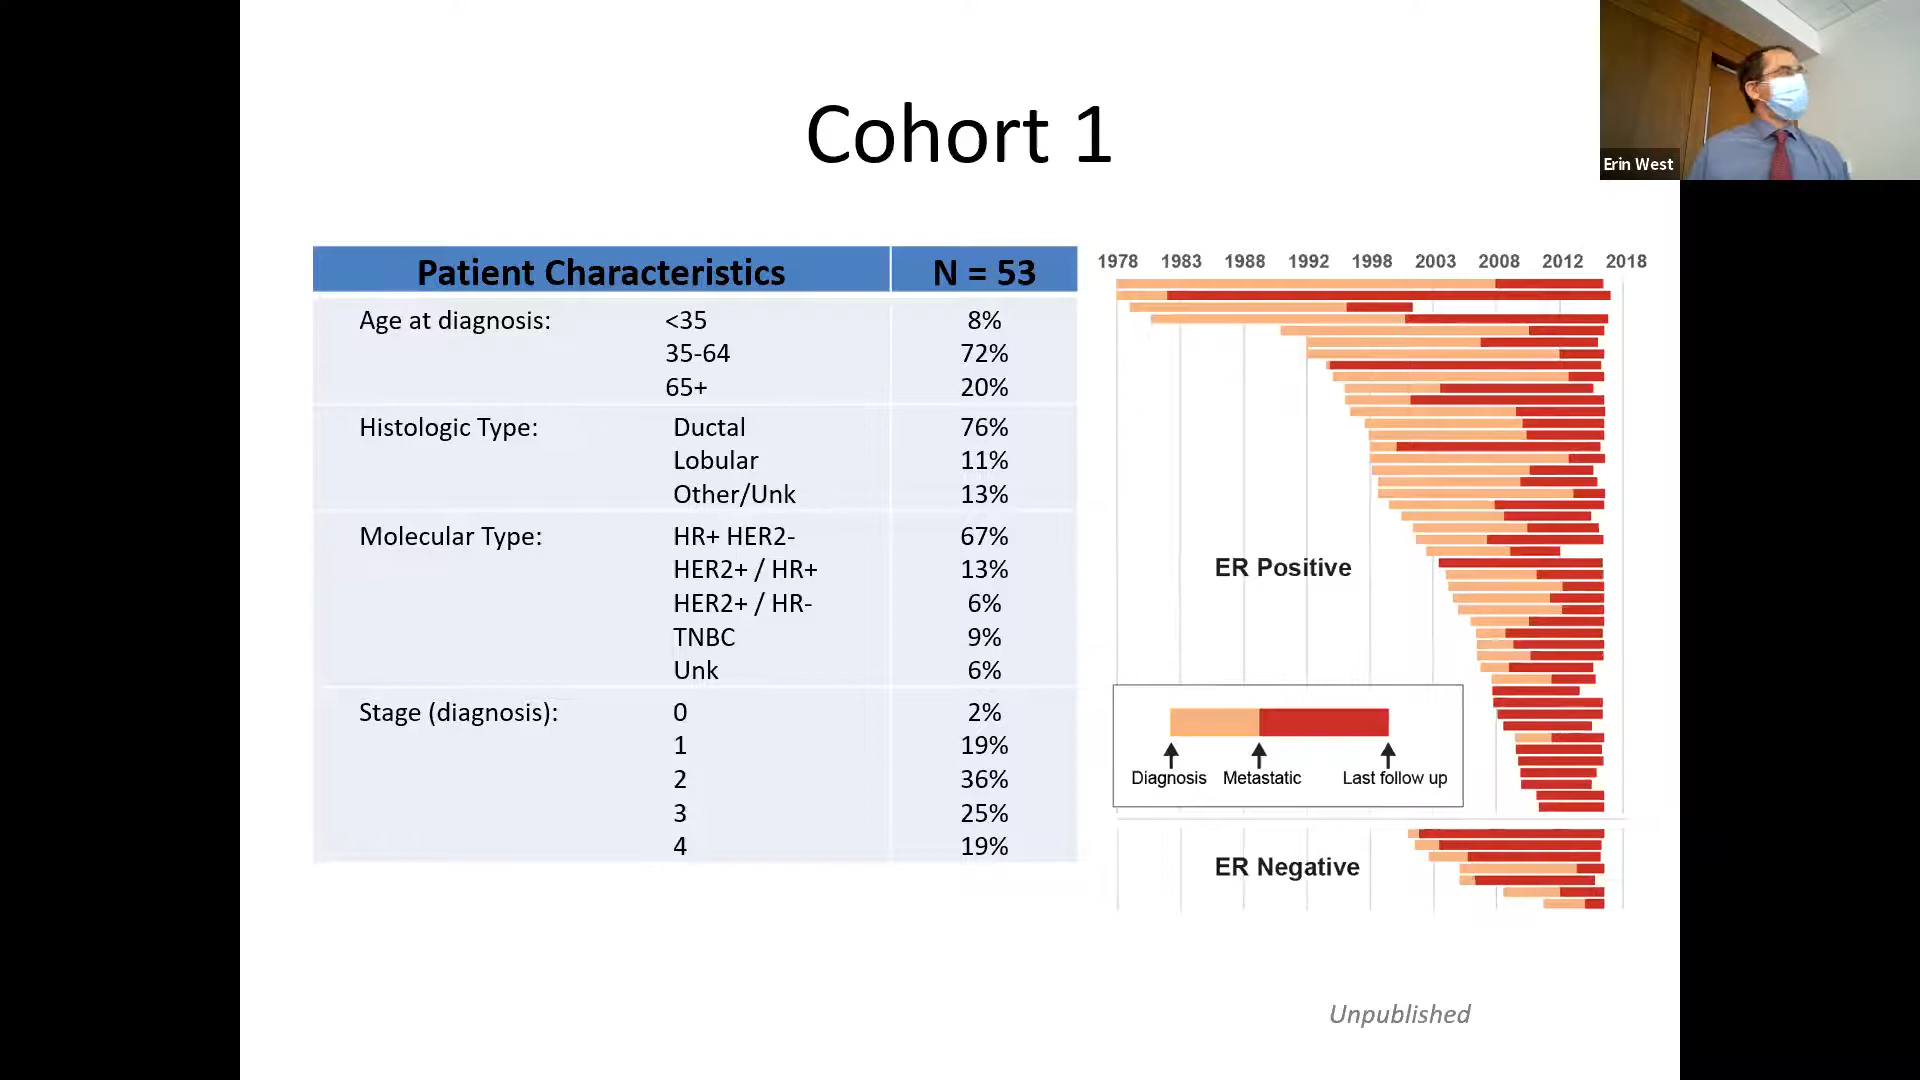 Cohort 1
Erin West
Patient Characteristics N = 53
Age at diagnosis: <35 8%
35-64 72%
65+ 20%
Histologic Type: Ductal 76%
Lobular 11%
Other/Unk 13%
Molecular Type: HR+ HER2- 67%
HER2+ / HR+ 13%
HER2+ / HR- 6%
TNBC 9%
Unk 6%
Stage (diagnosis): 0 2%
1 19%
2 36%
3 25%
4 19%
1978 1983 1988 1992 1998 2003 2008 2012 2018
ER Positive
Diagnosis Metastatic Last follow up
ER Negative
Unpublished